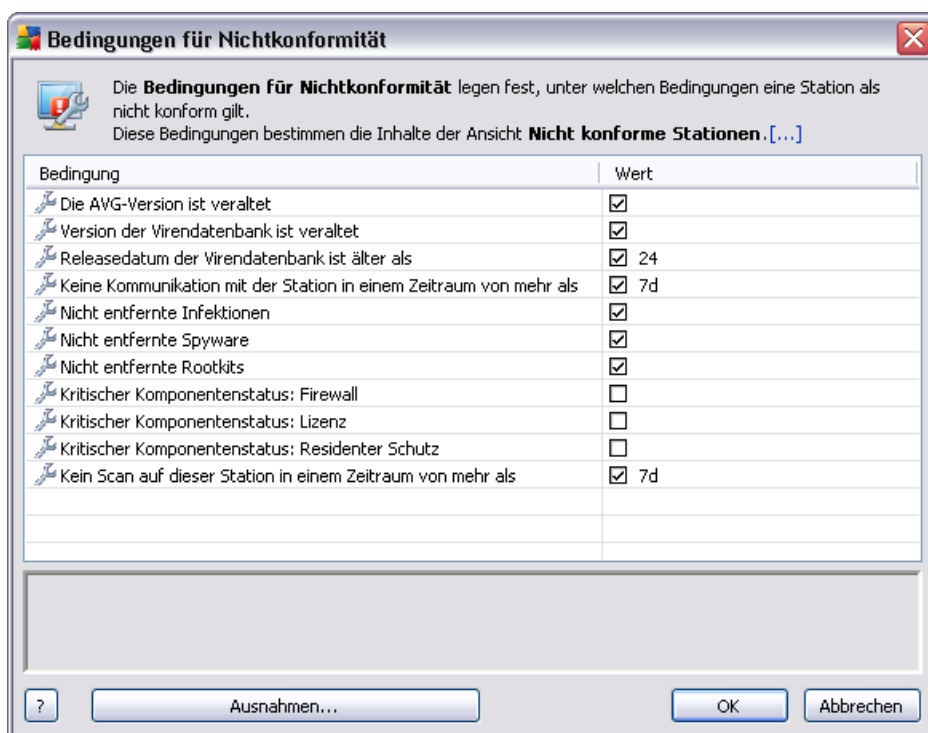 Bedingungen für Nichtkonformität
Die Bedingungen für Nichtkonformität legen fest, unter welchen Bedingungen eine Station als
nicht konform gilt.
Diese Bedingungen bestimmen die Inhalte der Ansicht Nicht konforme Stationen.[...]
Bedingung Wert
Die AVG-Version ist veraltet
Version der Virendatenbank ist veraltet
Releasedatum der Virendatenbank ist älter als 24
Keine Kommunikation mit der Station in einem Zeitraum von mehr als 7d
Nicht entfernte Infektionen
Nicht entfernte Spyware
Nicht entfernte Rootkits
Kritischer Komponentenstatus: Firewall
Kritischer Komponentenstatus: Lizenz
Kritischer Komponentenstatus: Residenter Schutz
Kein Scan auf dieser Station in einem Zeitraum von mehr als 7d
? Ausnahmen... OK Abbrechen